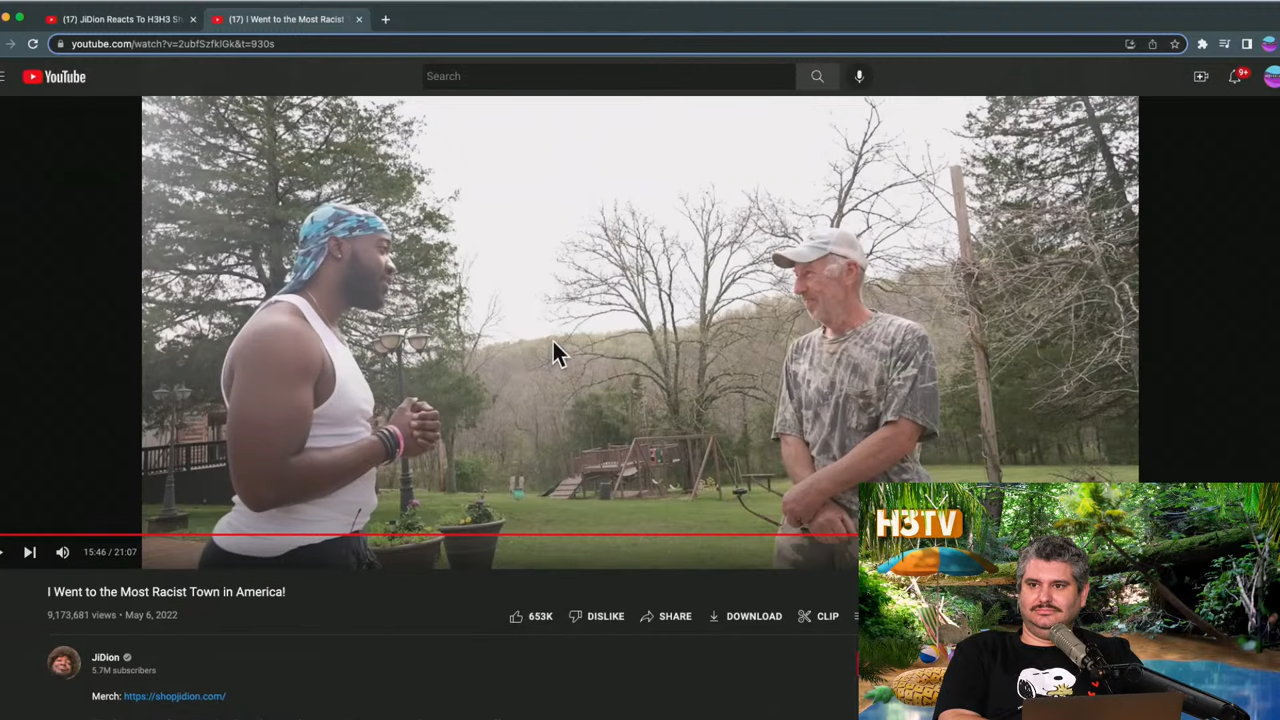 (17) JiDion Reacts To H3H3 Sh
(17) I Went to the Most Racist
youtube.com/watch?v=2ubfSzfklGk&t=930s
YouTube
Search
9+
15:46 / 21:07
H3TV
I Went to the Most Racist Town in America!
9,173,681 views • May 6, 2022
653K
DISLIKE
SHARE
DOWNLOAD
CLIP
JiDion
5.7M subscribers
Merch: https://shopjidion.com/